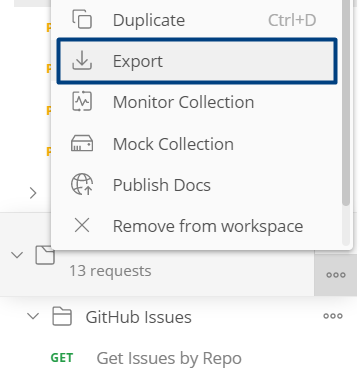 Duplicate Ctrl+D
Export
Monitor Collection
Mock Collection
Publish Docs
Remove from workspace
13 requests
GitHub Issues
GET Get Issues by Repo